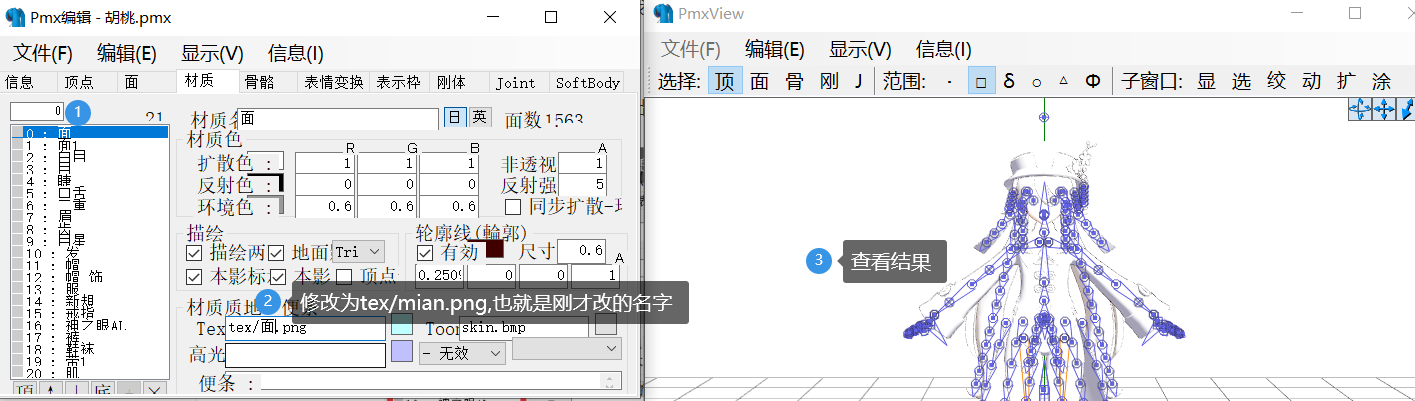 Pmx编辑 - 胡桃.pmx
文件(F) 编辑(E) 显示(V) 信息(I)
信息 顶点 面 材质 骨骼 表情变换 表示枠 刚体 Joint SoftBody
0 1 21
0 : 面
1 : 面1
2 : 白目
3 : 目
4 : 睫
5 : 口舌
6 : 二重
7 : 眉
8 : 齿
9 : 目星
10 : 发
11 : 帽
12 : 帽 饰
13 : 服
14 : 新相
15 : 戒指
16 : 神之眼AI.
17 : 裤
18 : 鞋袜
19 : 带1
20 : 肌
材质名 面 日 英 面数 1563
材质色
R G B A
扩散色 : 1 1 1 非透视 1
反射色 : 0 0 0 反射强 5
环境色 : 0.6 0.6 0.6 同步扩散-环
描绘
描绘两 地面 Tri
本影标 本影 顶点
轮廓线(輪郭)
有効 尺寸 0.6 A
0.250 0 0 1
材质质地
2 修改为tex/mian.png,也就是刚才改的名字
Tex tex/面.png Toon skin.bmp
高光 - 无效
便条 :
顶 ↑ ↓ 底
PmxView
文件(F) 编辑(E) 显示(V) 信息(I)
选择: 顶 面 骨 刚 J 范围: · □ δ ○ △ Φ 子窗口: 显 选 绞 动 扩 涂
3 查看结果